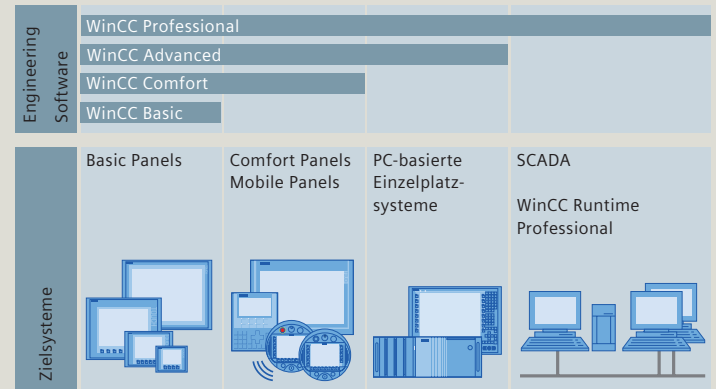 Engineering
Software
WinCC Professional
WinCC Advanced
WinCC Comfort
WinCC Basic
Zielsysteme
Basic Panels
Comfort Panels
Mobile Panels
PC-basierte
Einzelplatz-
systeme
SCADA
WinCC Runtime
Professional